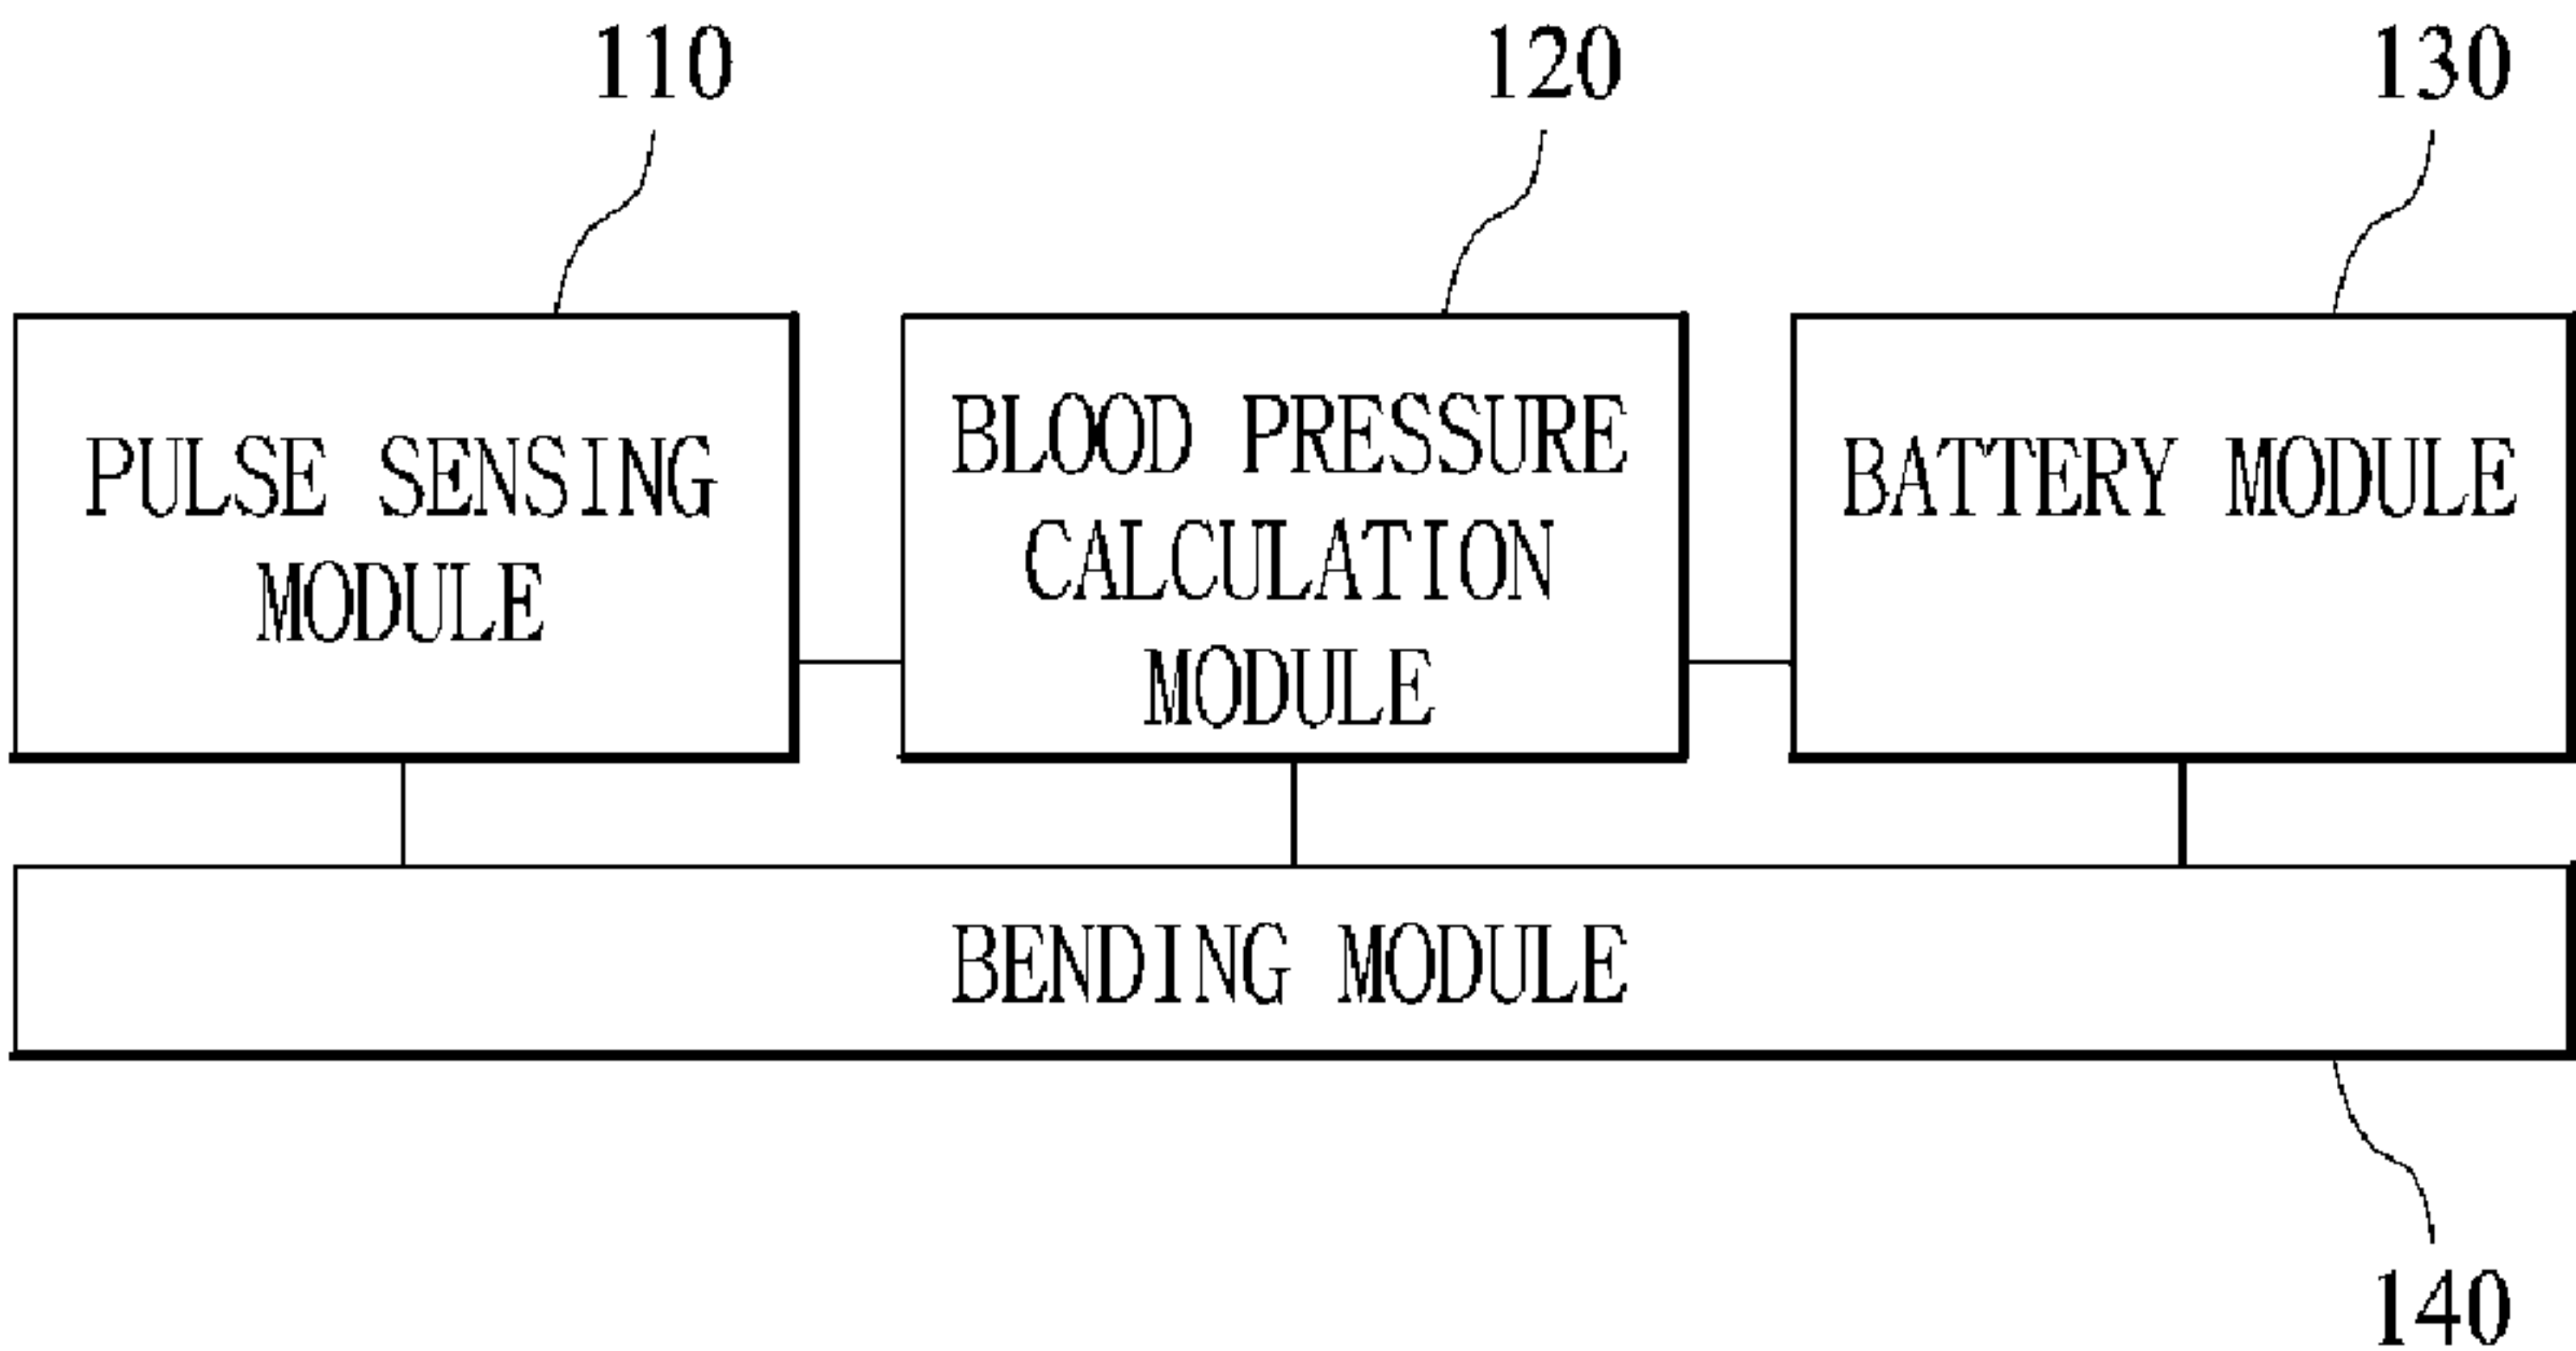 110
120
130
PULSE SENSING
MODULE
BLOOD PRESSURE
CALCULATION
MODULE
BATTERY MODULE
BENDING MODULE
140